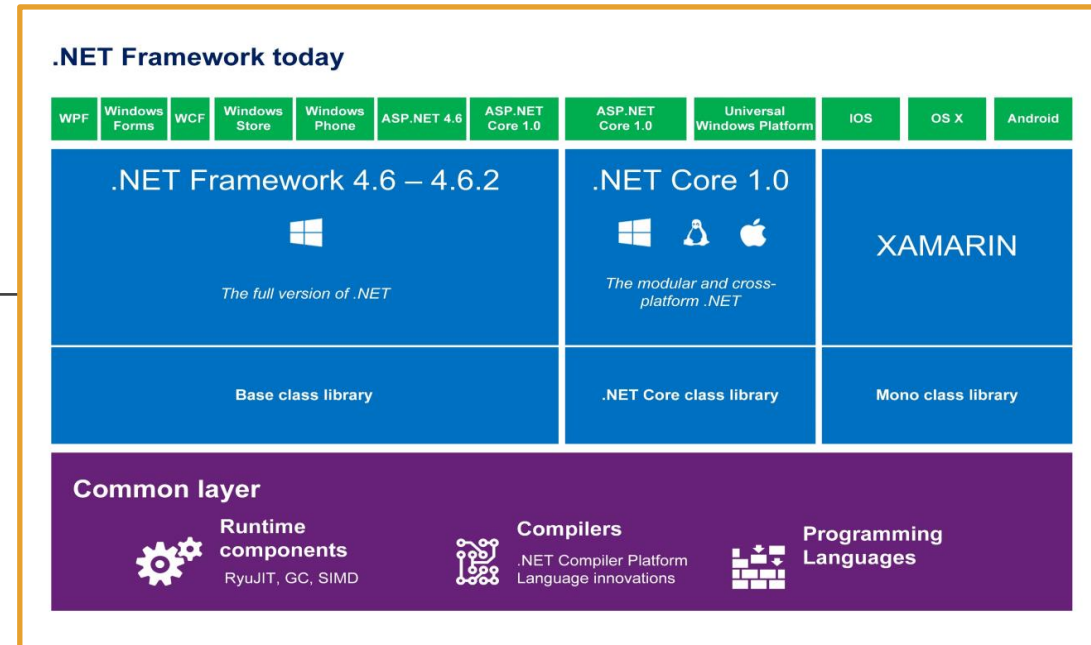 .NET Framework today
WPF
Windows
Forms
WCF
Windows
Store
Windows
Phone
ASP.NET 4.6
ASP.NET
Core 1.0
ASP.NET
Core 1.0
Universal
Windows Platform
IOS
OS X
Android
.NET Framework 4.6 – 4.6.2
The full version of .NET
.NET Core 1.0
The modular and cross-
platform .NET
XAMARIN
Base class library
.NET Core class library
Mono class library
Common layer
Runtime
components
RyuJIT, GC, SIMD
Compilers
.NET Compiler Platform
Language innovations
Programming
Languages